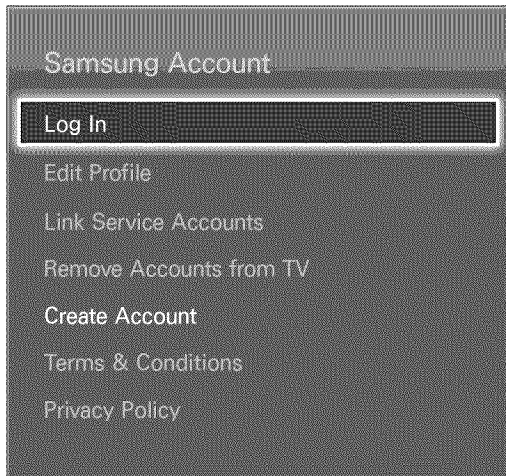 Samsung Account
Log In
Edit Profile
Link Service Accounts
Remove Accounts from TV
Create Account
Terms & Conditions
Privacy Policy